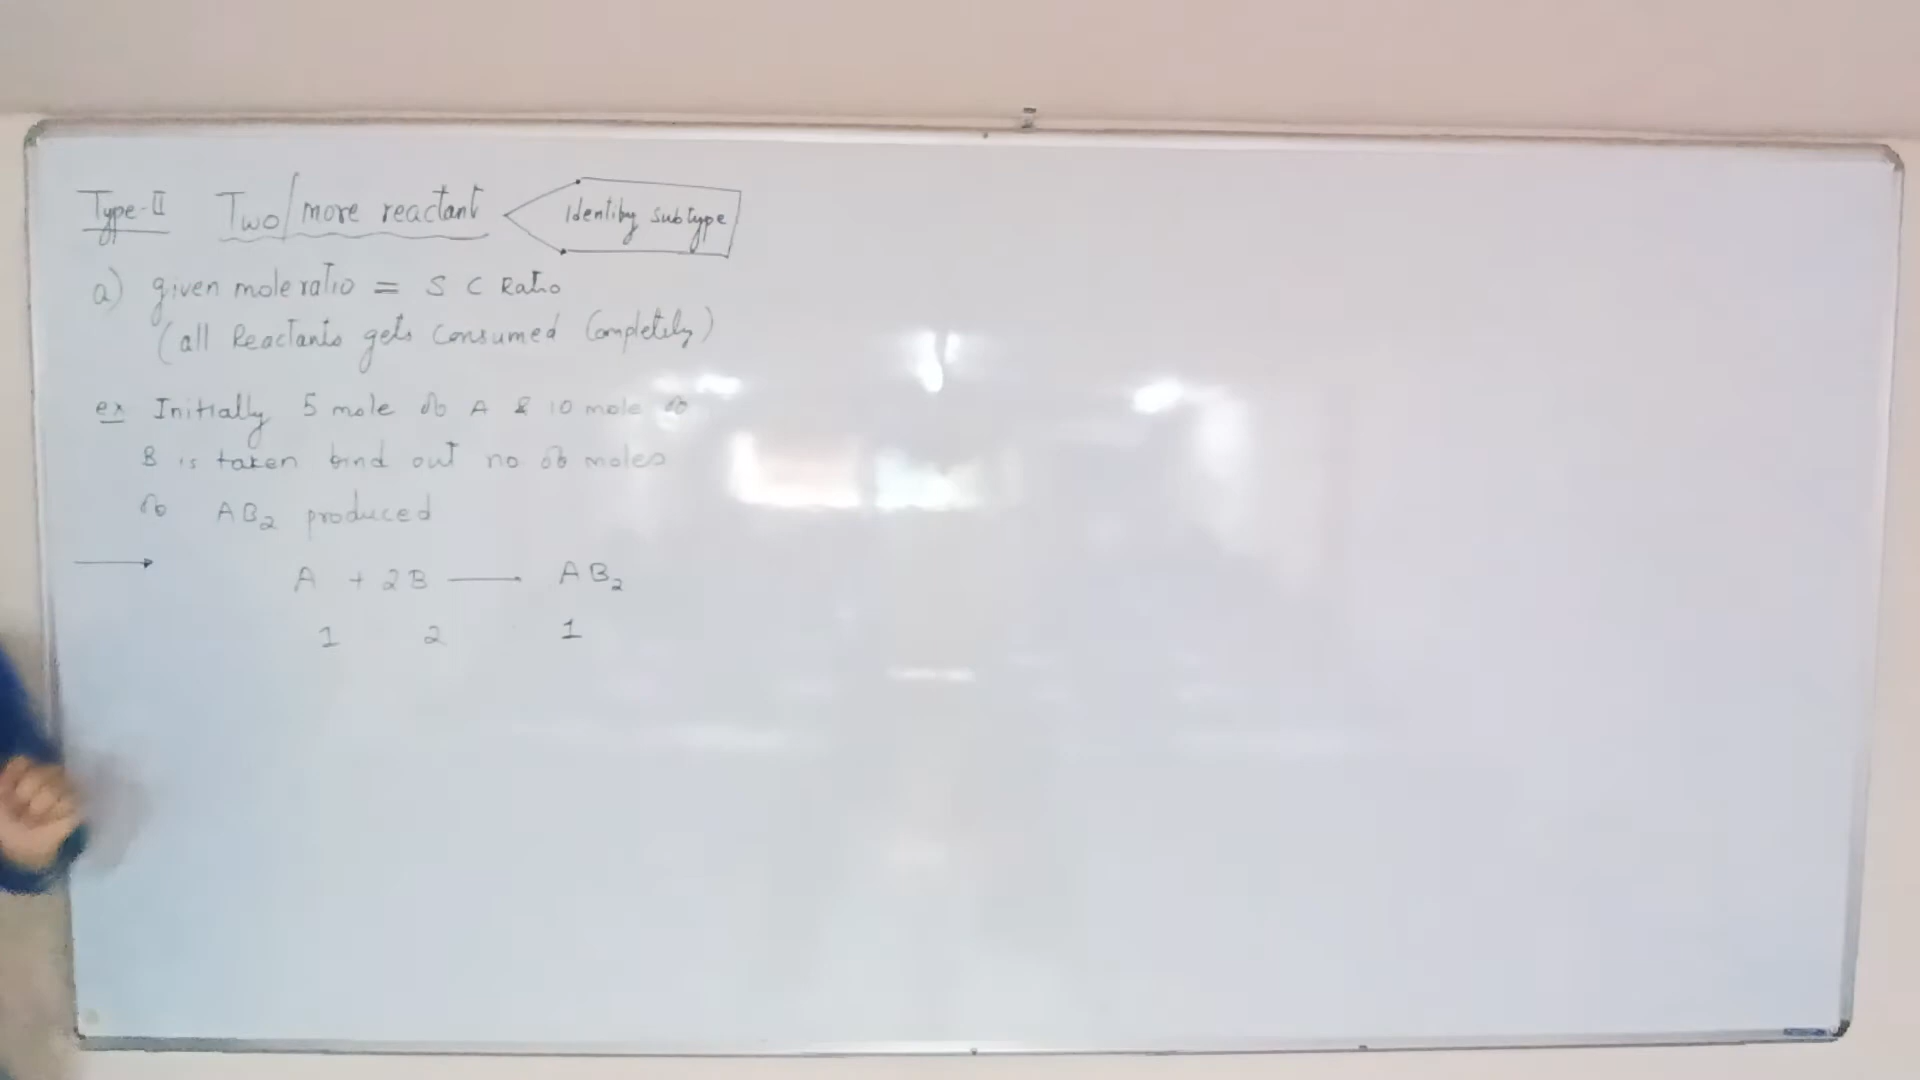 Type-II Two/more reactant Identify subtype
a) given mole ratio = S C Ratio
(all Reactants gets Consumed Completely)
ex Initially 5 mole of A & 10 mole of
B is taken find out no of moles
of AB₂ produced
→ A + 2B → AB₂
1 2 1